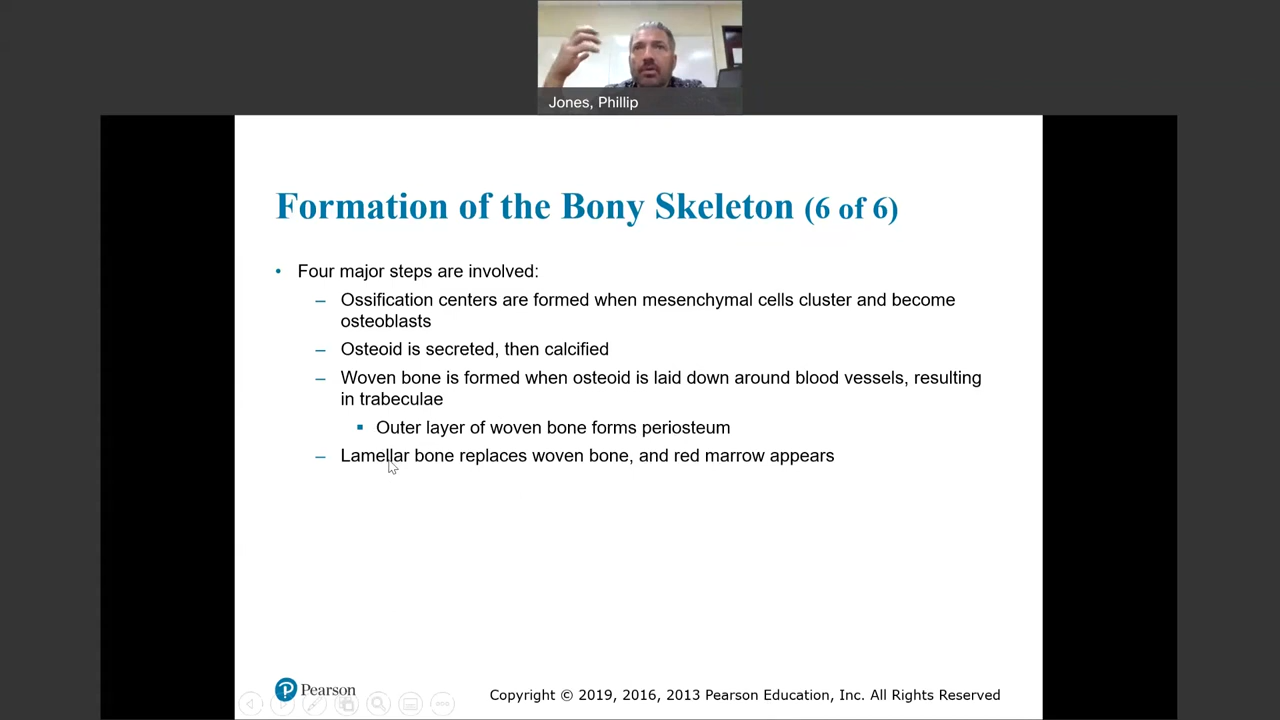 Jones, Phillip
Formation of the Bony Skeleton (6 of 6)
• Four major steps are involved:
– Ossification centers are formed when mesenchymal cells cluster and become
osteoblasts
– Osteoid is secreted, then calcified
– Woven bone is formed when osteoid is laid down around blood vessels, resulting
in trabeculae
▪ Outer layer of woven bone forms periosteum
– Lamellar bone replaces woven bone, and red marrow appears
P Pearson
Copyright © 2019, 2016, 2013 Pearson Education, Inc. All Rights Reserved